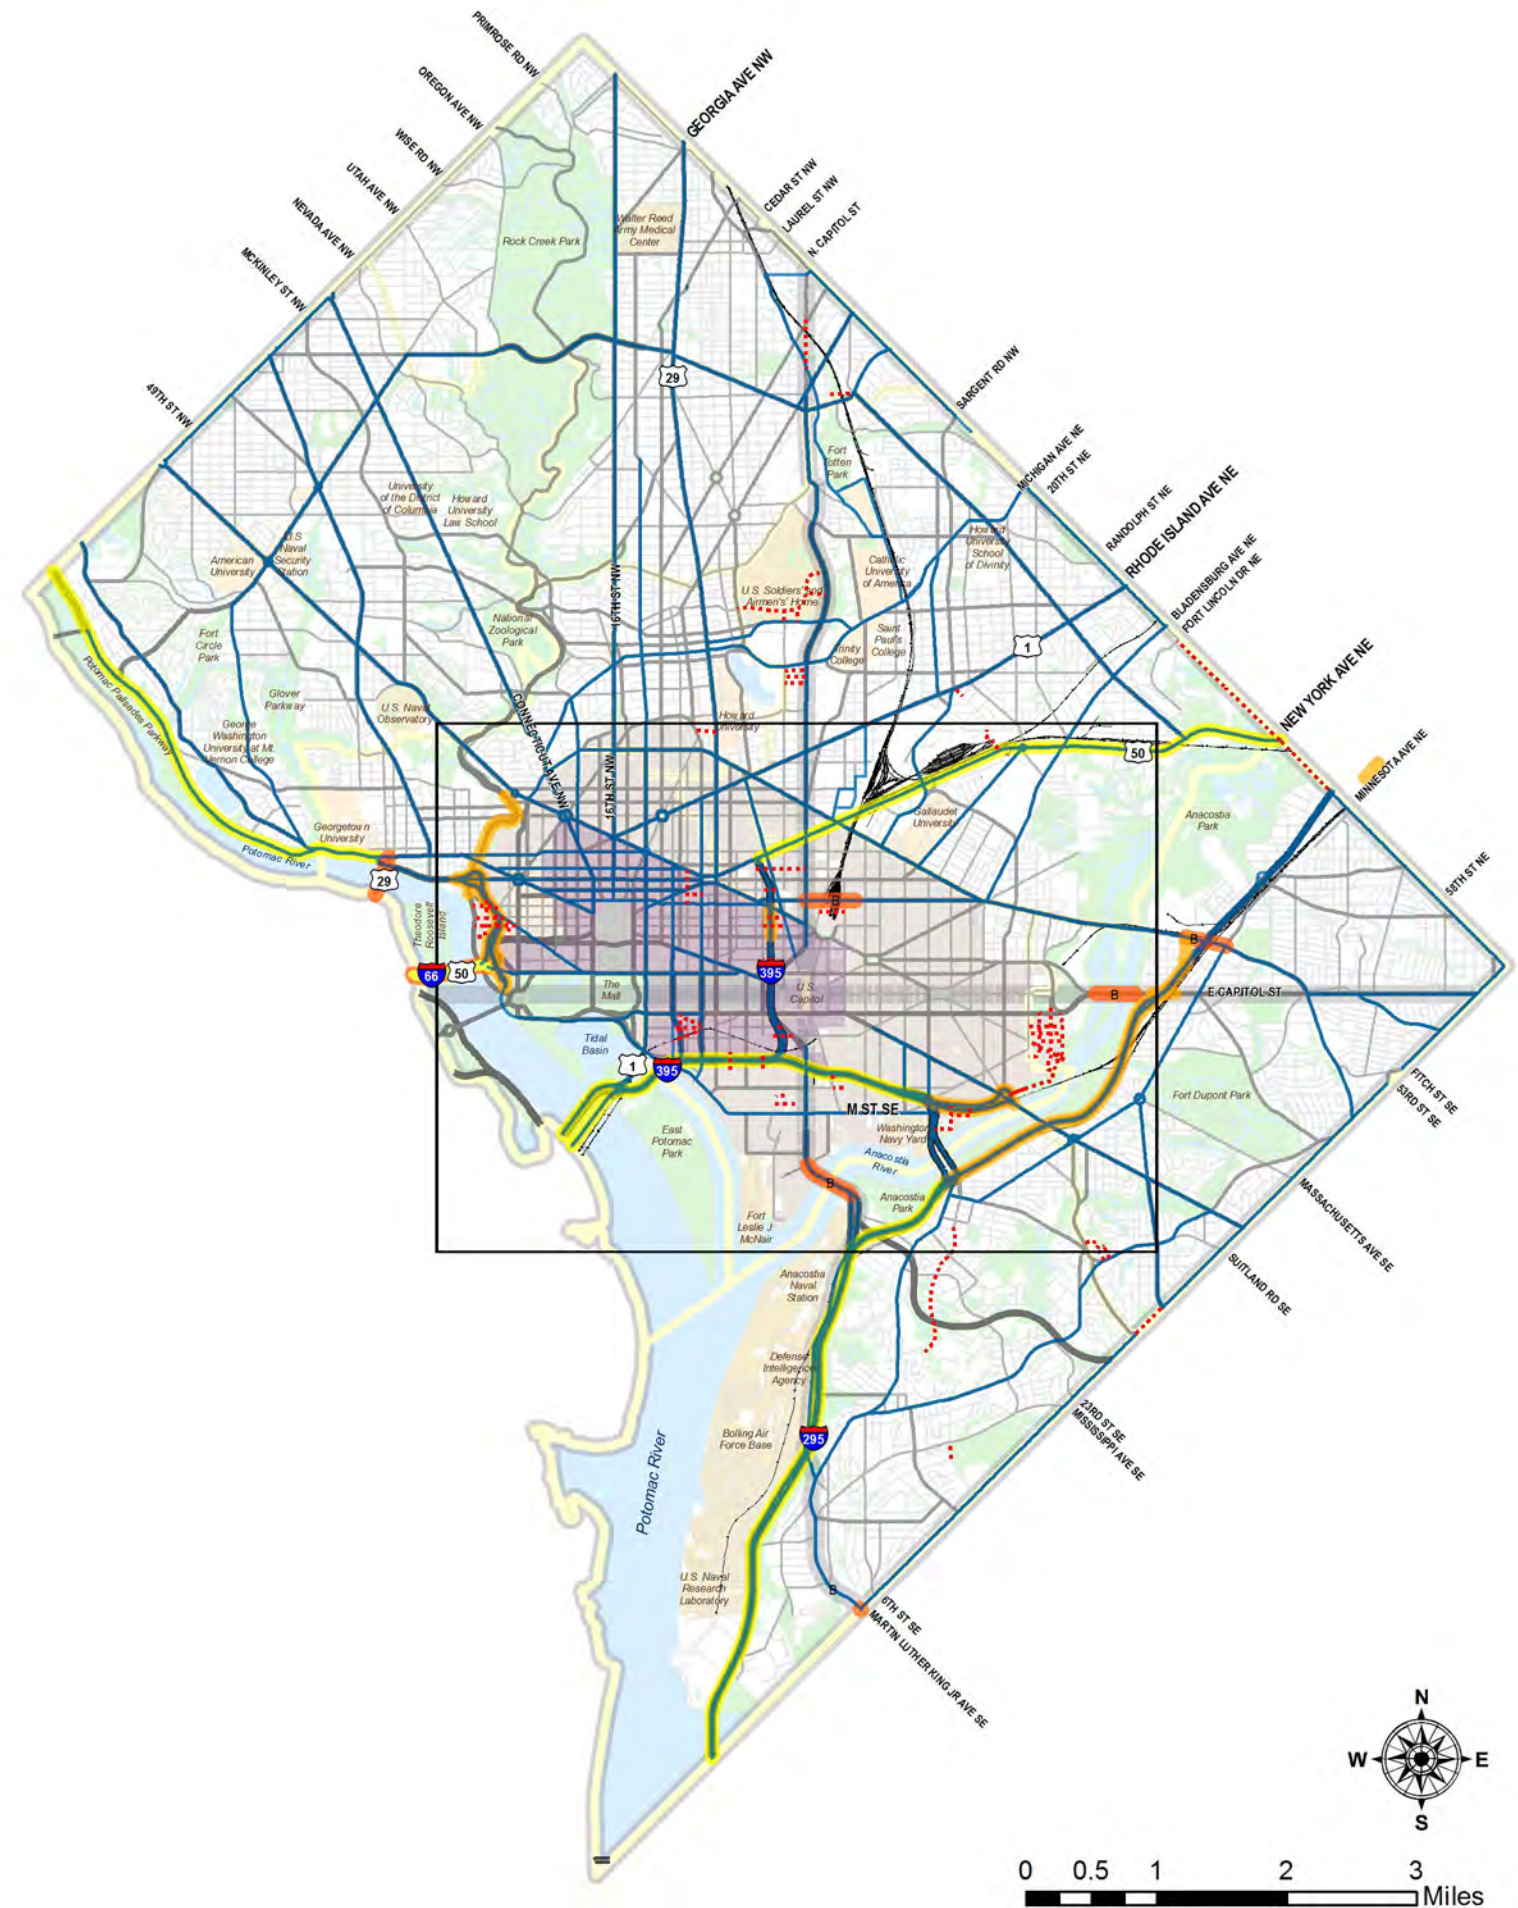 PRIMROSE RD NW
OREGON AVE NW
WISE RD NW
UTAH AVE NW
NEVADA AVE NW
MCKINLEY ST NW
49TH ST NW
GEORGIA AVE NW
CEDAR ST NW
LAUREL ST NW
N. CAPITOL ST
SARGENT RD NW
MICHIGAN AVE NE
20TH ST NE
RANDOLPH ST NE
RHODE ISLAND AVE NE
BLADENSBURG AVE NE
FORT LINCOLN DR NE
NEW YORK AVE NE
MINNESOTA AVE NE
58TH ST NE
Rock Creek Park
Walter Reed
Army Medical
Center
29
Fort
Totten
Park
University
of the District
of Columbia
Howard
University
Law School
American
University
U.S
Naval
Security
Station
Howard
University
School
of Divinity
Catholic
University
of America
U.S. Soldiers' and
Airmen's' Home
16TH ST NW
National
Zoological
Park
Fort
Circle
Park
Saint
Paul's
College
Trinity
College
1
Potomac Palisades Parkway
Glover
Parkway
U.S. Naval
Observatory
George
Washington
University at Mt.
Vernon College
CONNECTICUT AVE NW
Howard
University
16TH ST NW
50
Gallaudet
University
Anacostia
Park
Georgetown
University
Potomac River
29
Theodore
Roosevelt
Island
B
B
66
50
395
The
Mall
U.S.
Capitol
B
E CAPITOL ST
Tidal
Basin
1
395
M ST SE
Washington
Navy Yard
Fort Dupont Park
FITCH ST SE
53RD ST SE
East
Potomac
Park
Anacostia
River
B
Anacostia
Park
Fort
Leslie J.
McNair
MASSACHUSETTS AVE SE
SUITLAND RD SE
Anacostia
Naval
Station
Defense
Intelligence
Agency
23RD ST SE
MISSISSIPPI AVE SE
Bolling Air
Force Base
295
Potomac River
U.S. Naval
Research
Laboratory
B
6TH ST SE
MARTIN LUTHER KING JR AVE SE
N
W
E
S
0 0.5 1 2 3
Miles